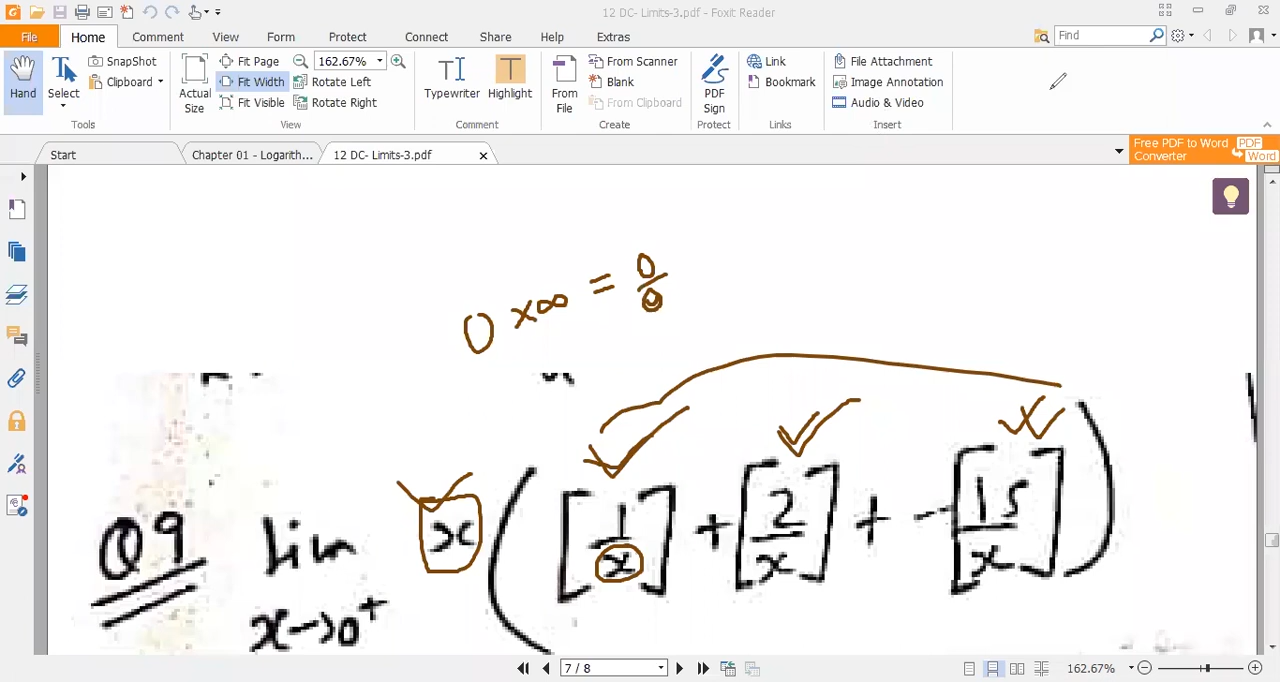 12 DC- Limits-3.pdf - Foxit Reader
File Home Comment View Form Protect Connect Share Help Extras Find
SnapShot Fit Page 162.67% From Scanner Link File Attachment
Hand Select Clipboard Actual Size Fit Width Rotate Left Typewriter Highlight From File Blank PDF Sign Bookmark Image Annotation
Fit Visible Rotate Right From Clipboard Audio & Video
Tools View Comment Create Protect Links Insert
Start Chapter 01 - Logarith... 12 DC- Limits-3.pdf Free PDF to Word Converter PDF Word
0 × ∞ = 0/0
Q9 lim x→0+ x ( [1/x] + [2/x] + - [15/x] )
7 / 8 162.67%